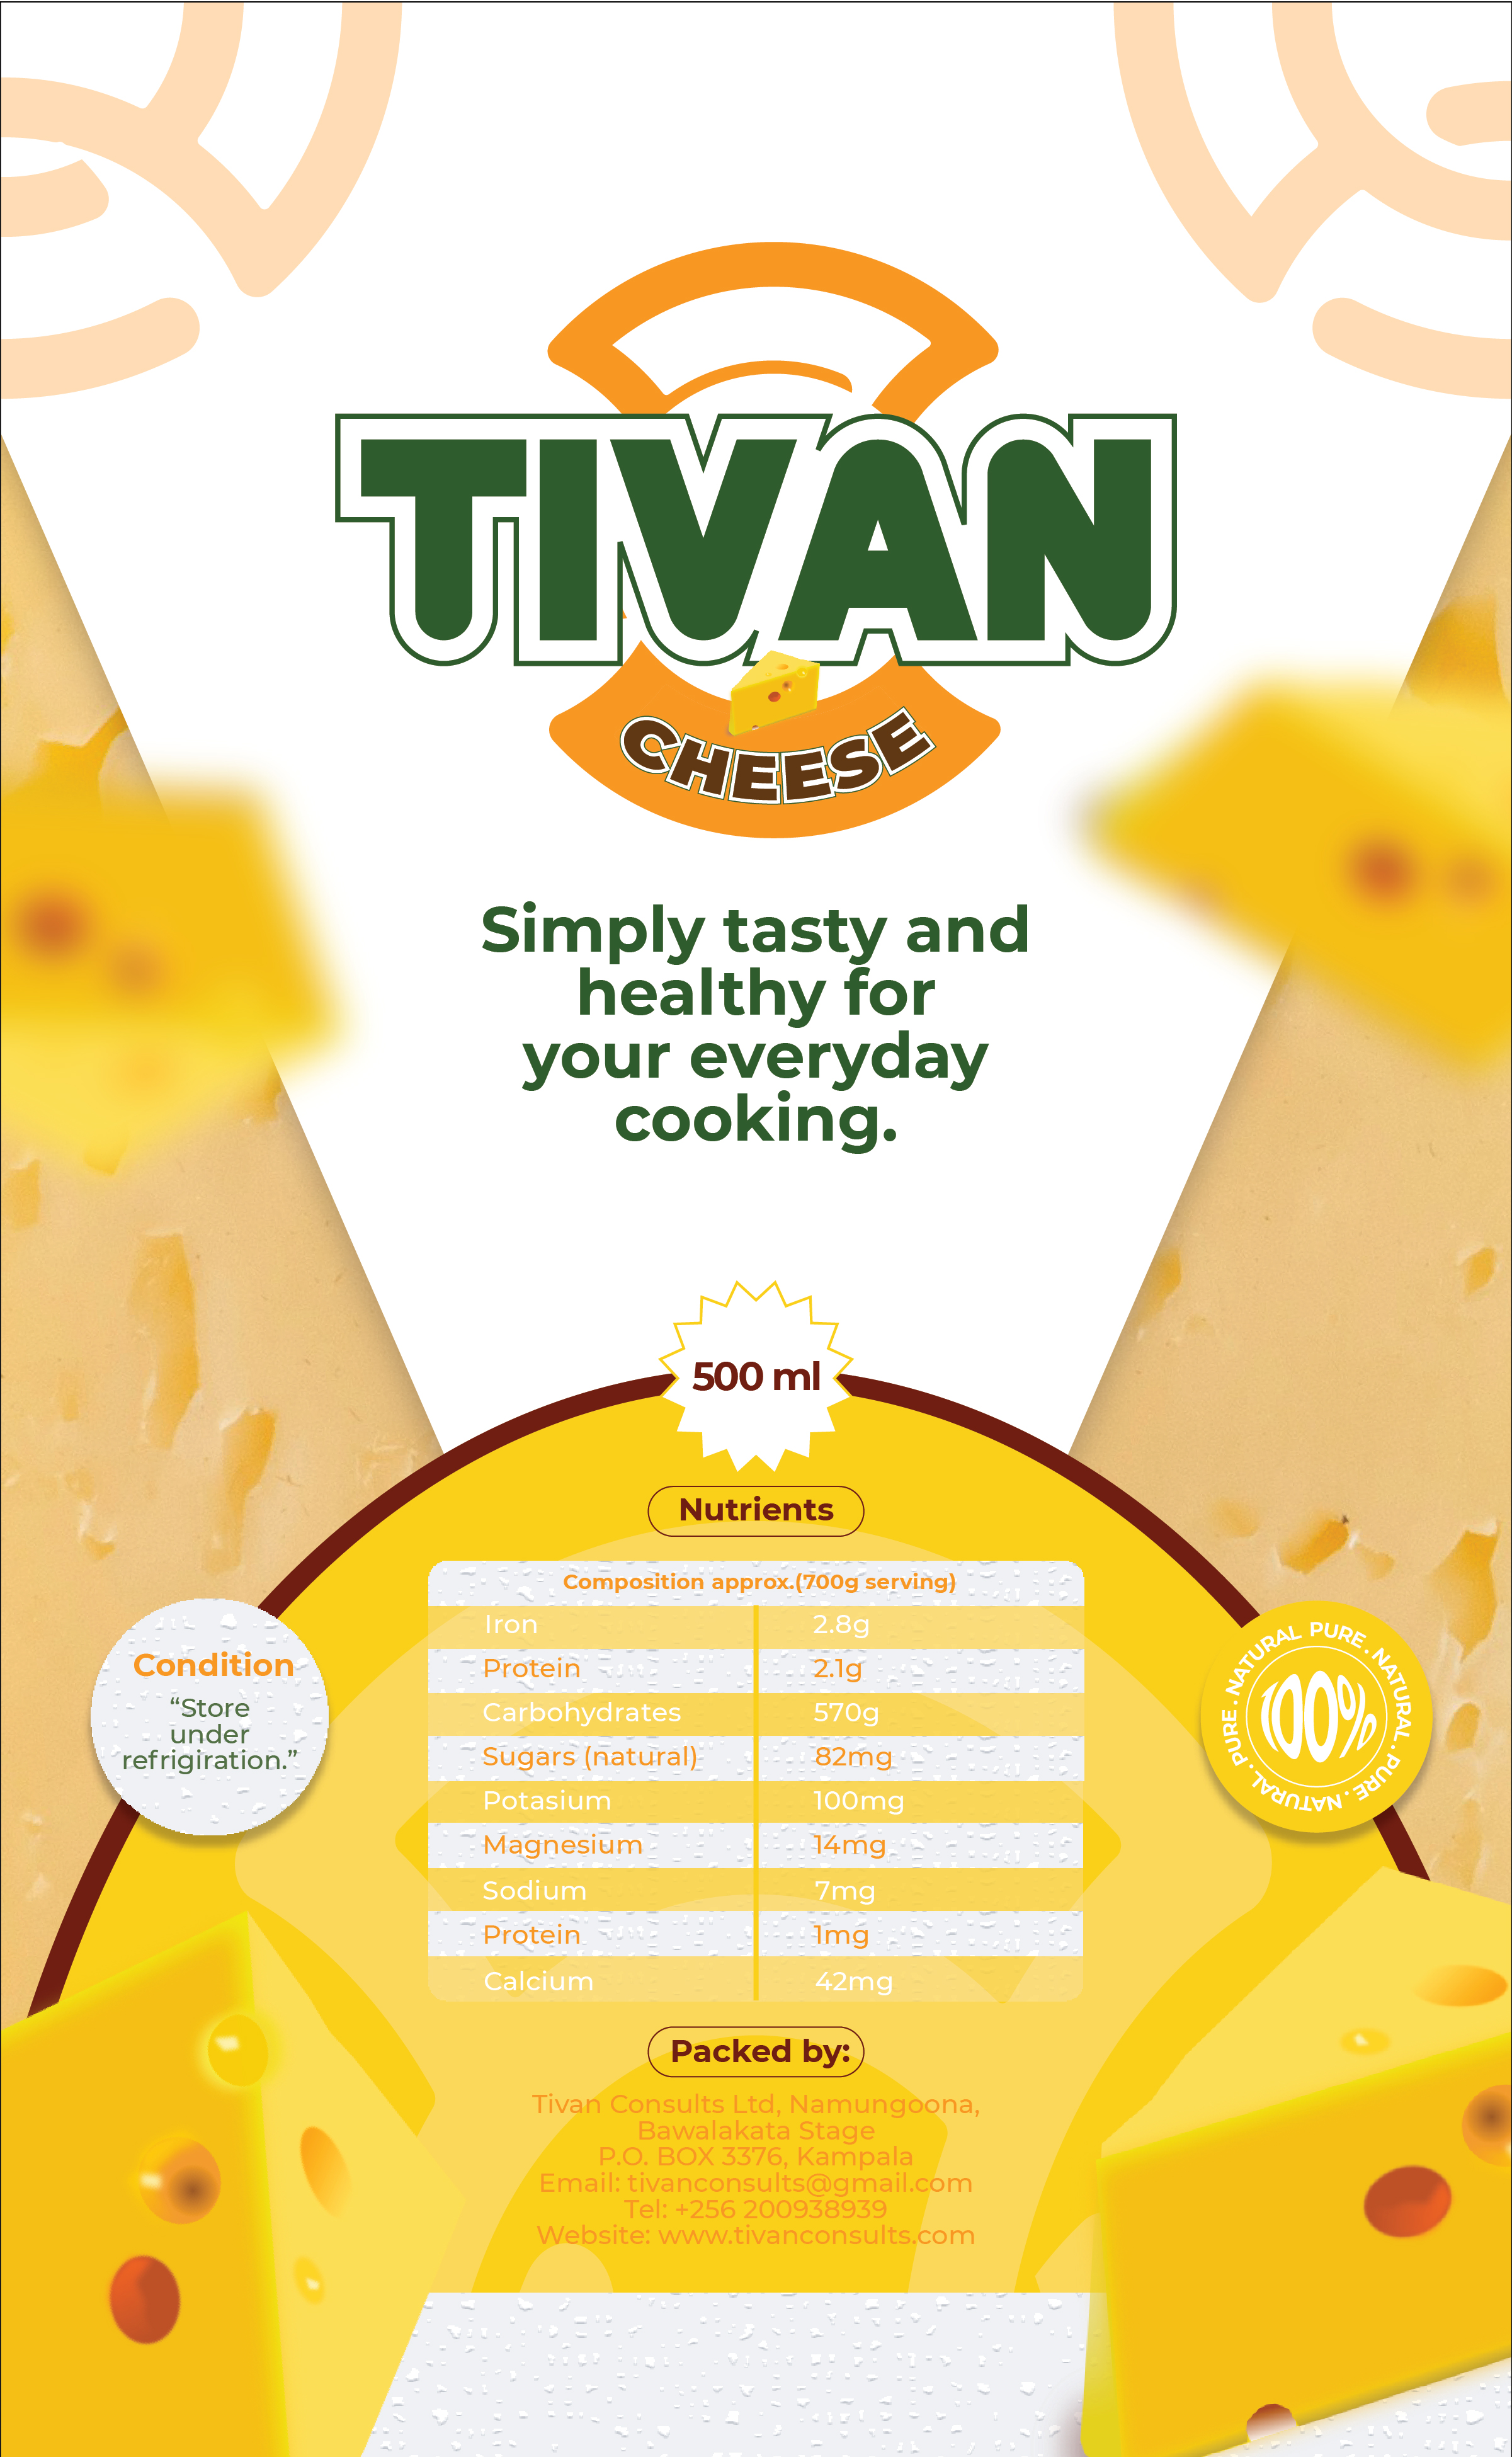 TIVAN
CHEESE
Simply tasty and
healthy for
your everyday
cooking.
500 ml
Nutrients
Composition approx.(700g serving)
Iron 2.8g
Protein 2.1g
Carbohydrates 570g
Sugars (natural) 82mg
Potasium 100mg
Magnesium 14mg
Sodium 7mg
Protein 1mg
Calcium 42mg
Condition
“Store
under
refrigiration.”
PURE . NATURAL PURE . NATURAL . PURE . NATURAL .
100%
Packed by:
Tivan Consults Ltd, Namungoona,
Bawalakata Stage
P.O. BOX 3376, Kampala
Email: tivanconsults@gmail.com
Tel: +256 200938939
Website: www.tivanconsults.com